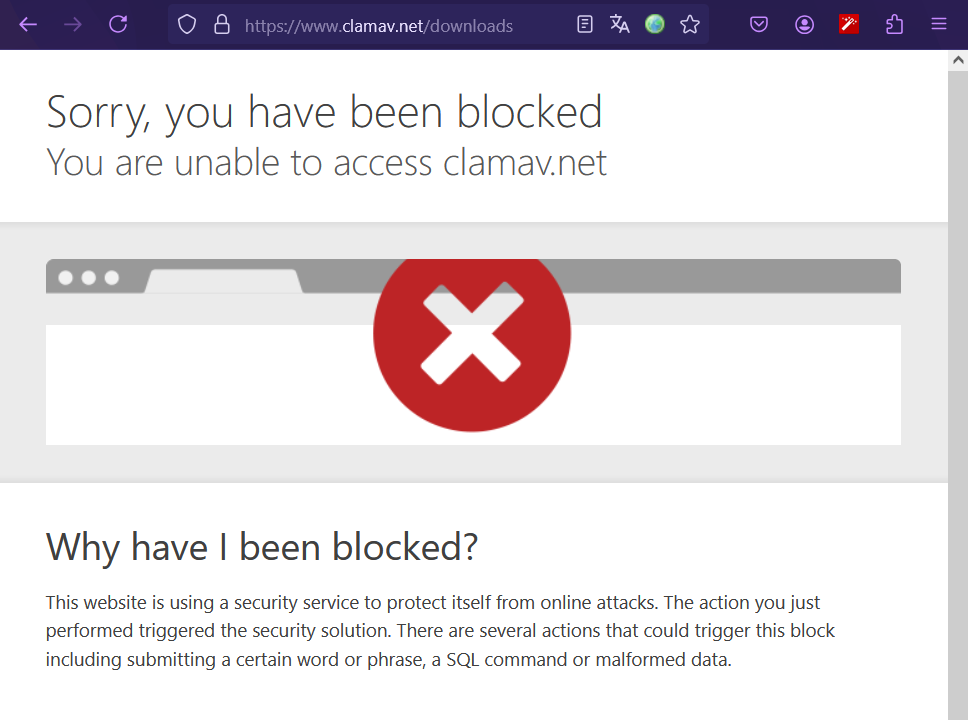 https://www.clamav.net/downloads
Sorry, you have been blocked
You are unable to access clamav.net
Why have I been blocked?
This website is using a security service to protect itself from online attacks. The action you just
performed triggered the security solution. There are several actions that could trigger this block
including submitting a certain word or phrase, a SQL command or malformed data.